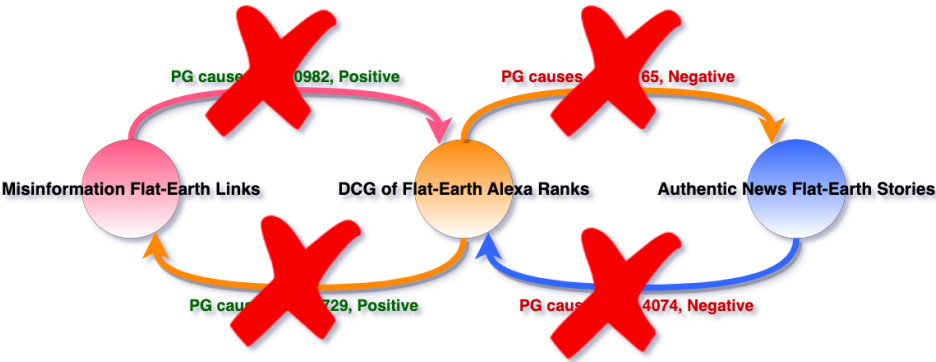 PG causes 0982, Positive
PG causes 65, Negative
Misinformation Flat-Earth Links
DCG of Flat-Earth Alexa Ranks
Authentic News Flat-Earth Stories
PG caus 729, Positive
PG causes 4074, Negative